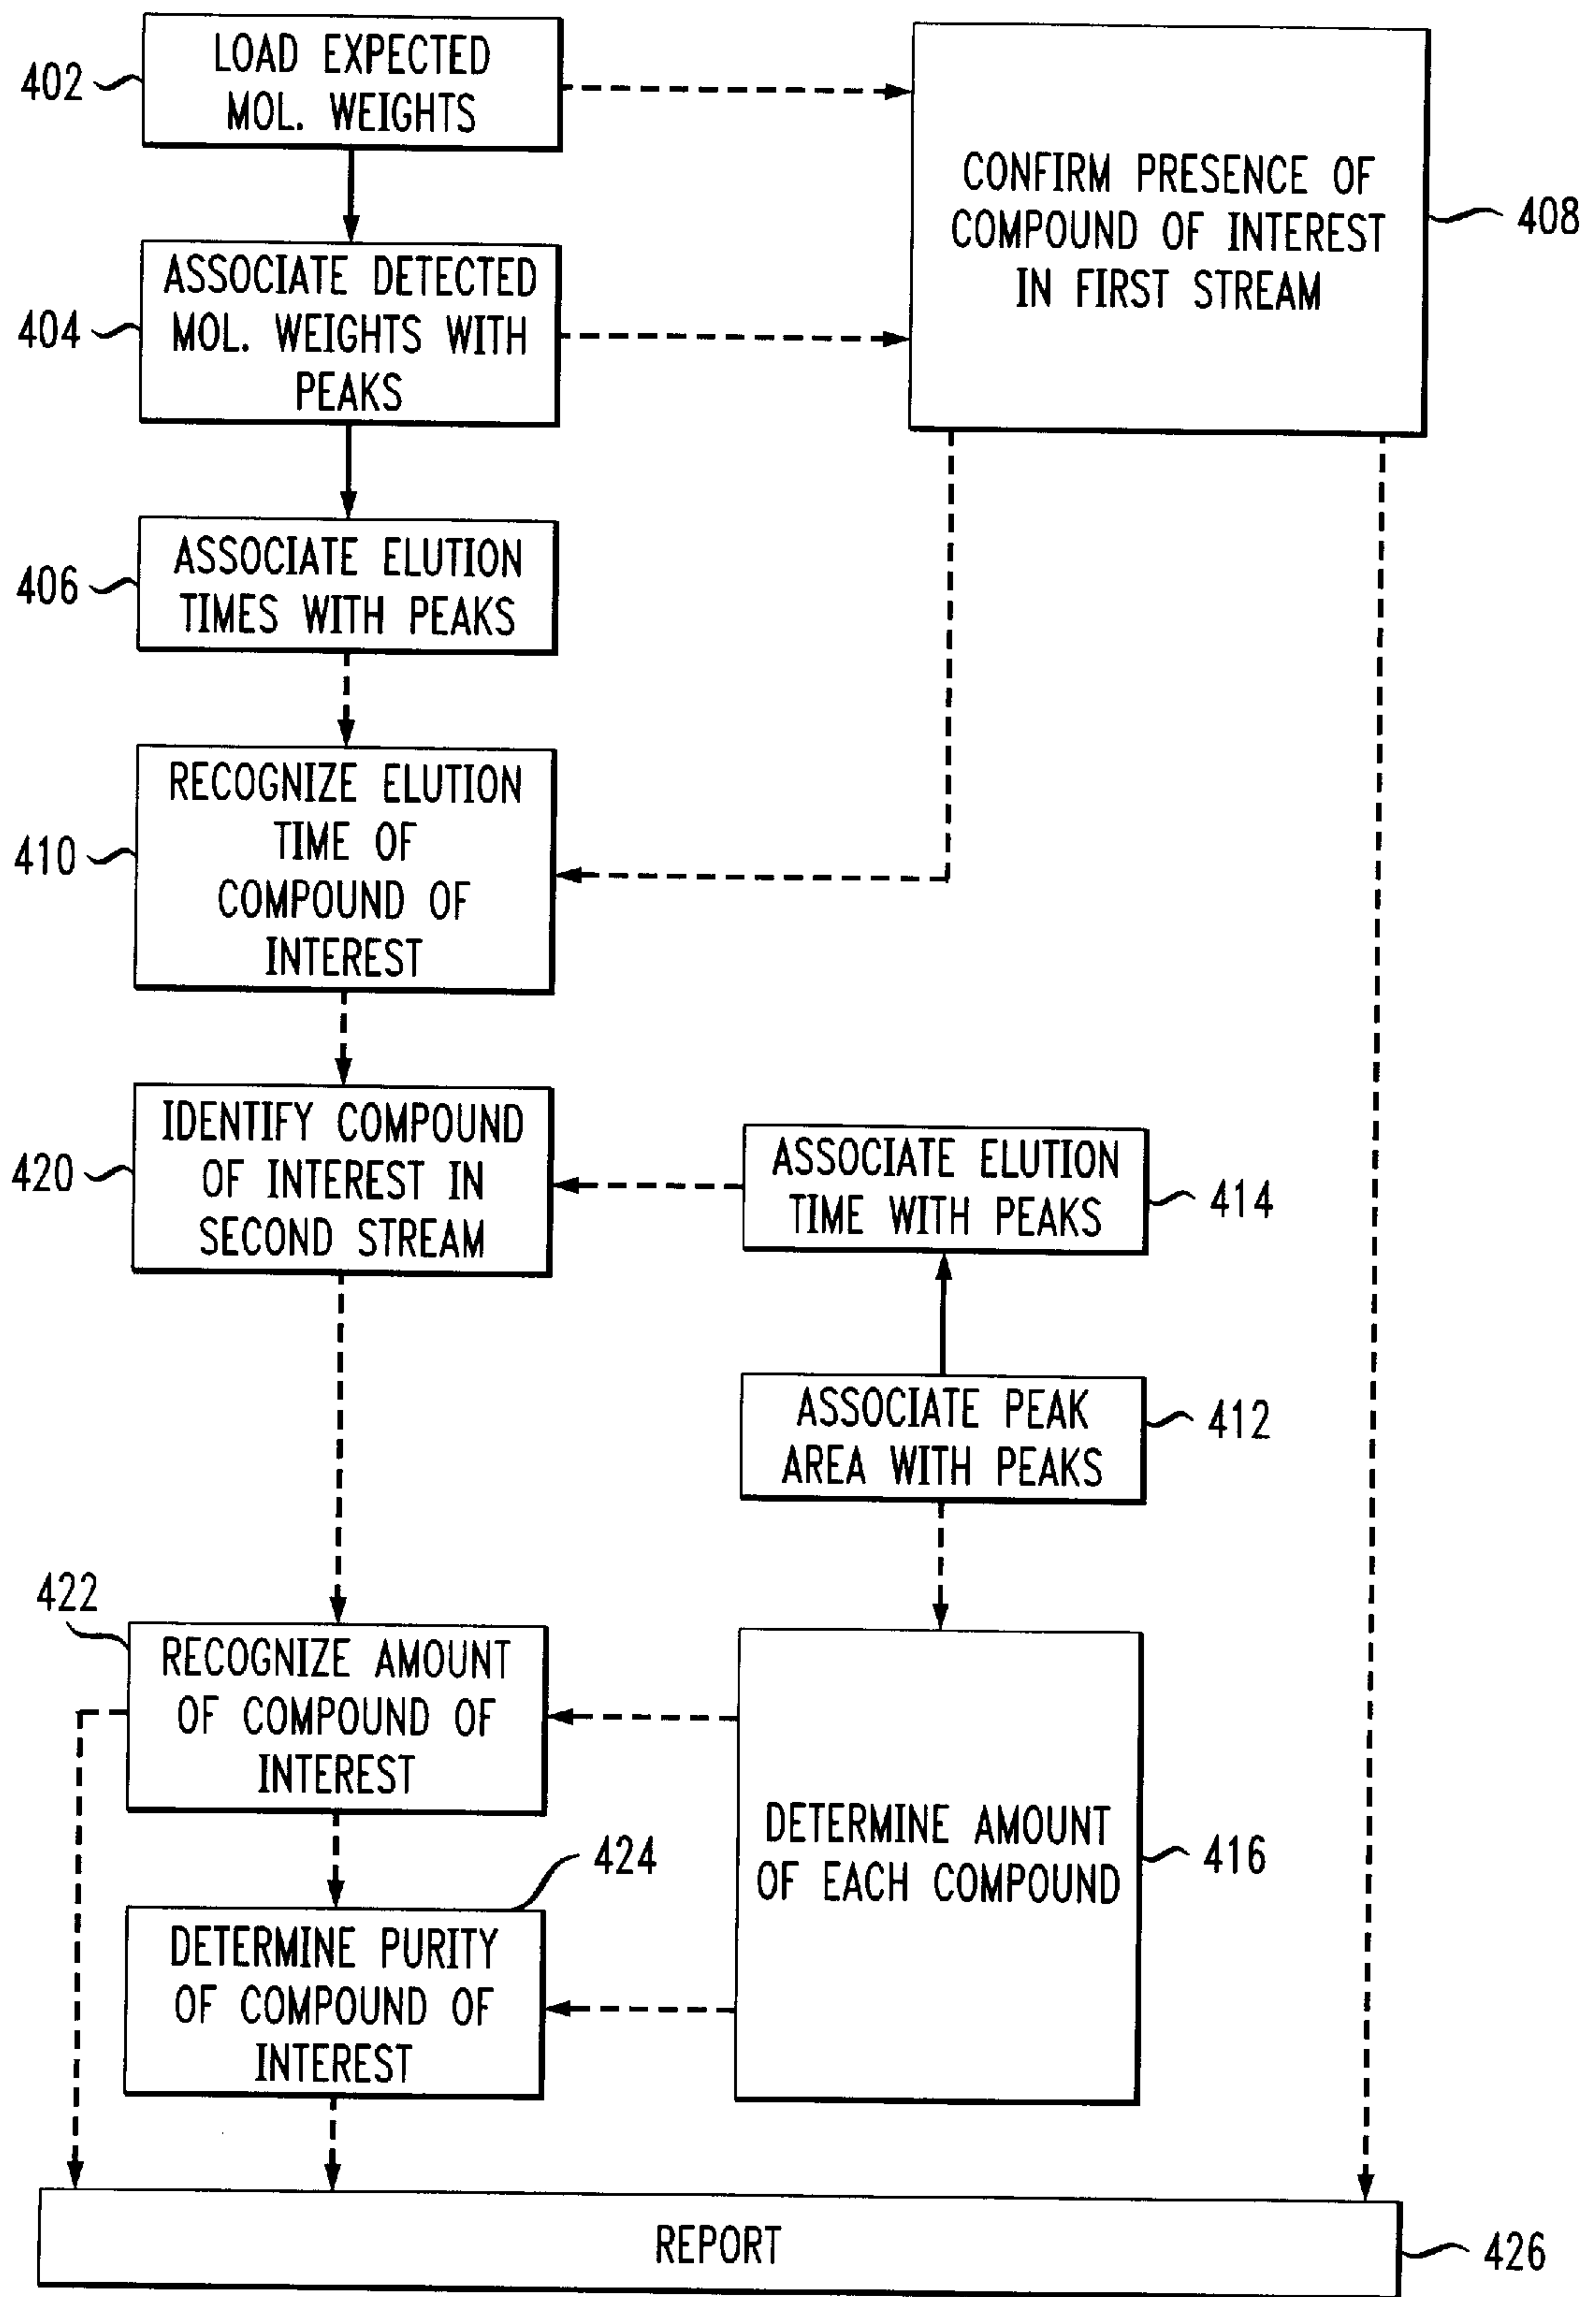 402
LOAD EXPECTED
MOL. WEIGHTS
CONFIRM PRESENCE OF
COMPOUND OF INTEREST
IN FIRST STREAM
408
404
ASSOCIATE DETECTED
MOL. WEIGHTS WITH
PEAKS
406
ASSOCIATE ELUTION
TIMES WITH PEAKS
410
RECOGNIZE ELUTION
TIME OF
COMPOUND OF
INTEREST
420
IDENTIFY COMPOUND
OF INTEREST IN
SECOND STREAM
ASSOCIATE ELUTION
TIME WITH PEAKS
414
ASSOCIATE PEAK
AREA WITH PEAKS
412
422
RECOGNIZE AMOUNT
OF COMPOUND OF
INTEREST
DETERMINE AMOUNT
OF EACH COMPOUND
416
424
DETERMINE PURITY
OF COMPOUND OF
INTEREST
REPORT
426